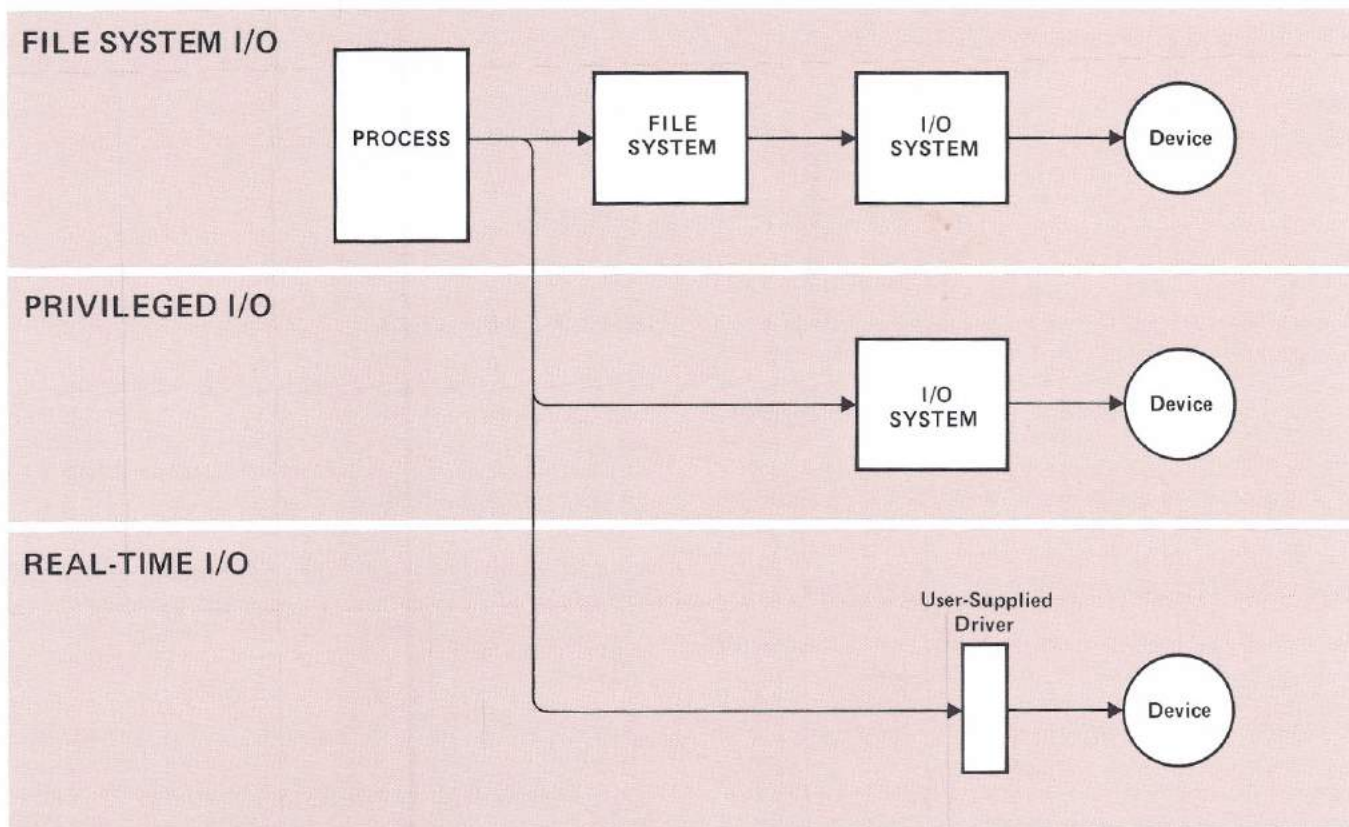 FILE SYSTEM I/O
PROCESS
FILE
SYSTEM
I/O
SYSTEM
Device
PRIVILEGED I/O
I/O
SYSTEM
Device
REAL-TIME I/O
User-Supplied
Driver
Device